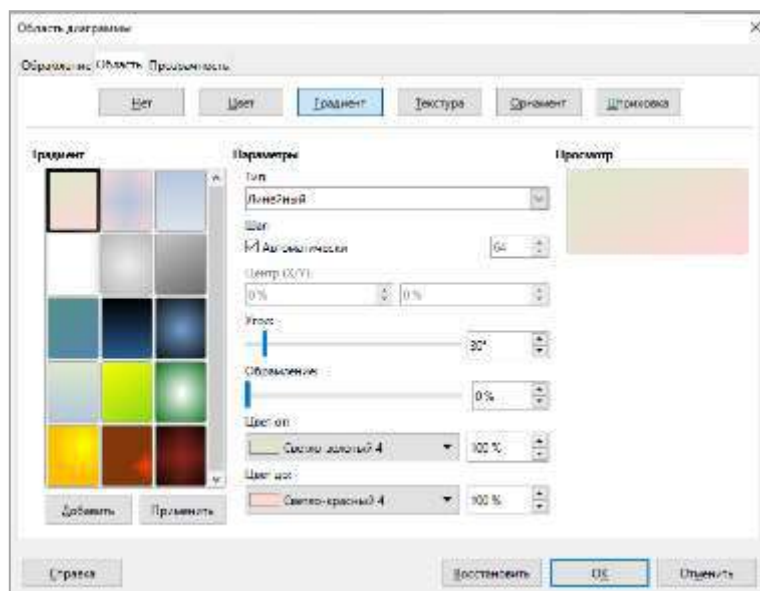 Область диаграммы
Обрамление Область Прозрачность
Нет Цвет Градиент Текстура Орнамент Штриховка
Градиент Параметры Просмотр
Тип:
Линейный
Шаг
Автоматически 64
Центр (X/Y):
0 % 0 %
Угол:
30°
Обрамление:
0 %
Цвет от:
Светло-зеленый 4 100 %
Цвет до:
Светло-красный 4 100 %
Добавить Применить
Справка Восстановить OK Отменить